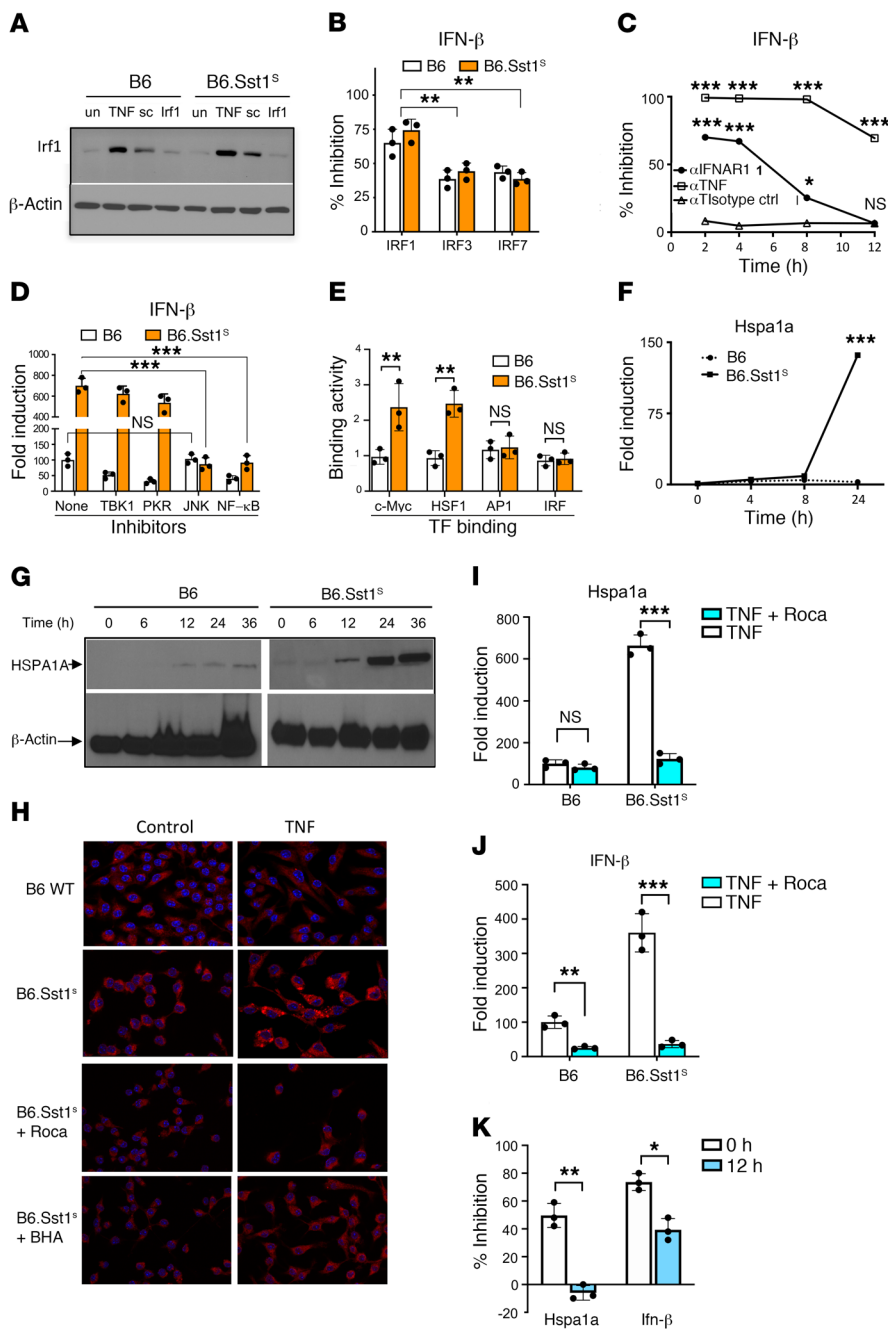 A
B6
B6.Sst1ˢ
un TNF sc Irf1
un TNF sc Irf1
Irf1
β-Actin
B
IFN-β
B6
B6.Sst1ˢ
**
**
% Inhibition
100
75
50
25
0
IRF1
IRF3
IRF7
C
IFN-β
*** *** *** ***
*** ***
*
NS
% Inhibition
100
50
0
αIFNAR1 1
αTNF
αTIsotype ctrl
0 2 4 6 8 10 12
Time (h)
D
IFN-β
B6
B6.Sst1ˢ
***
***
NS
Fold induction
1000
800
600
400
200
200
150
100
50
0
None TBK1 PKR JNK NF-κB
Inhibitors
E
B6
B6.Sst1ˢ
** ** NS NS
Binding activity
4
3
2
1
0
c-Myc HSF1 AP1 IRF
TF binding
F
Hspa1a
B6
B6.Sst1ˢ
***
Fold induction
150
75
0
0 4 8 24
Time (h)
G
B6
B6.Sst1ˢ
Time (h) 0 6 12 24 36 0 6 12 24 36
HSPA1A
β-Actin
H
Control
TNF
B6 WT
B6.Sst1ˢ
B6.Sst1ˢ
+ Roca
B6.Sst1ˢ
+ BHA
I
Hspa1a
TNF + Roca
TNF
***
NS
Fold induction
800
600
400
200
0
B6
B6.Sst1ˢ
J
IFN-β
TNF + Roca
TNF
***
**
Fold induction
500
400
300
200
100
0
B6
B6.Sst1ˢ
K
0 h
12 h
**
*
% Inhibition
100
80
60
40
20
0
-20
Hspa1a
Ifn-β